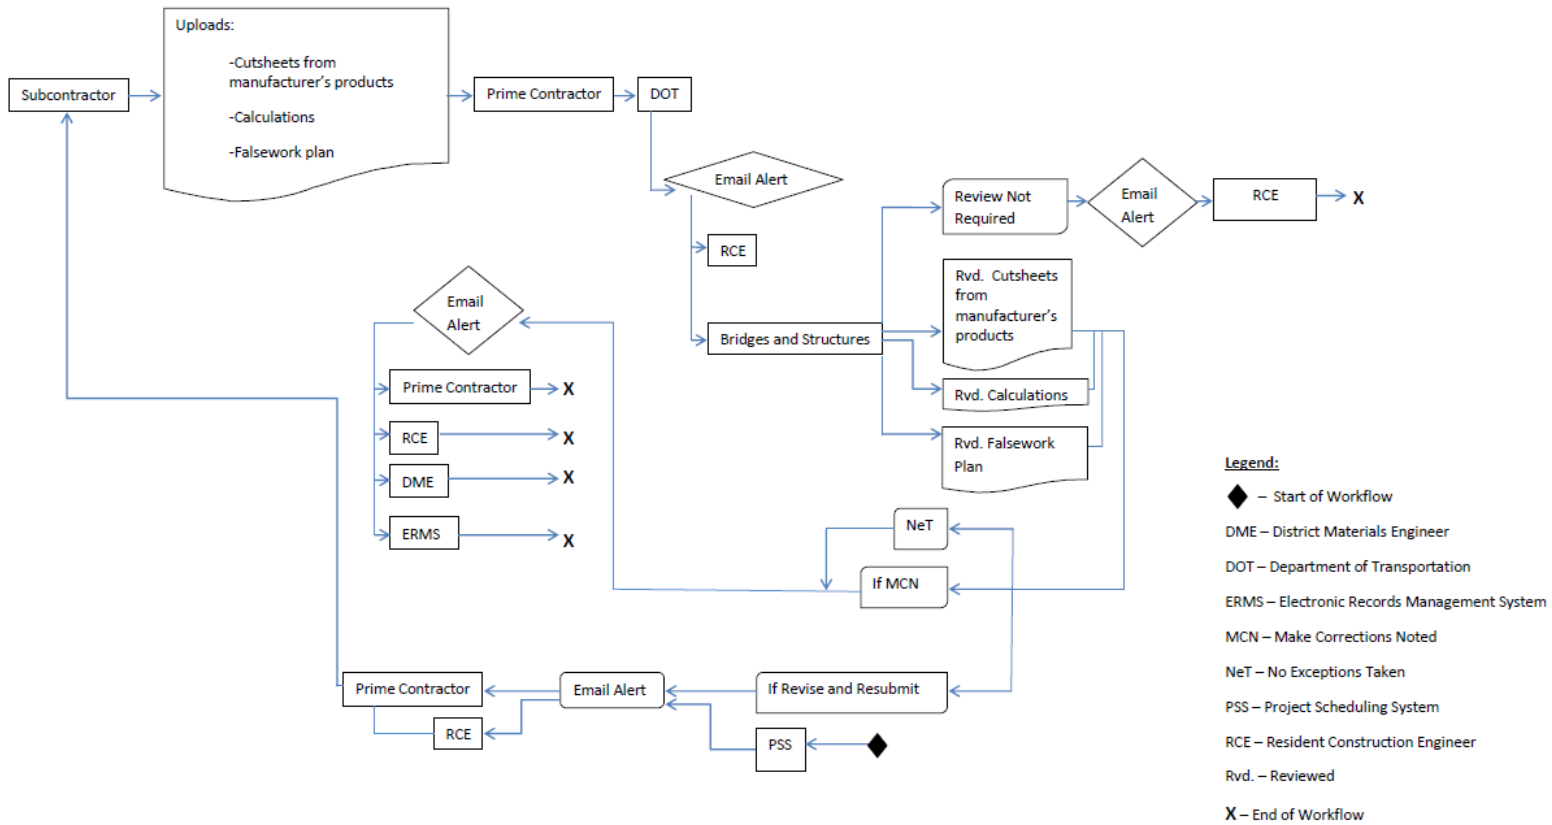 Uploads:
-Cutsheets from
manufacturer's products
-Calculations
-Falsework plan
Subcontractor
Prime Contractor
DOT
Email Alert
RCE
Bridges and Structures
Review Not
Required
Email
Alert
RCE
X
Rvd. Cutsheets
from
manufacturer's
products
Rvd. Calculations
Rvd. Falsework
Plan
Email
Alert
Prime Contractor
X
RCE
X
DME
X
ERMS
X
NeT
If MCN
If Revise and Resubmit
Email Alert
Prime Contractor
RCE
PSS
Legend:
– Start of Workflow
DME – District Materials Engineer
DOT – Department of Transportation
ERMS – Electronic Records Management System
MCN – Make Corrections Noted
NeT – No Exceptions Taken
PSS – Project Scheduling System
RCE – Resident Construction Engineer
Rvd. – Reviewed
X – End of Workflow